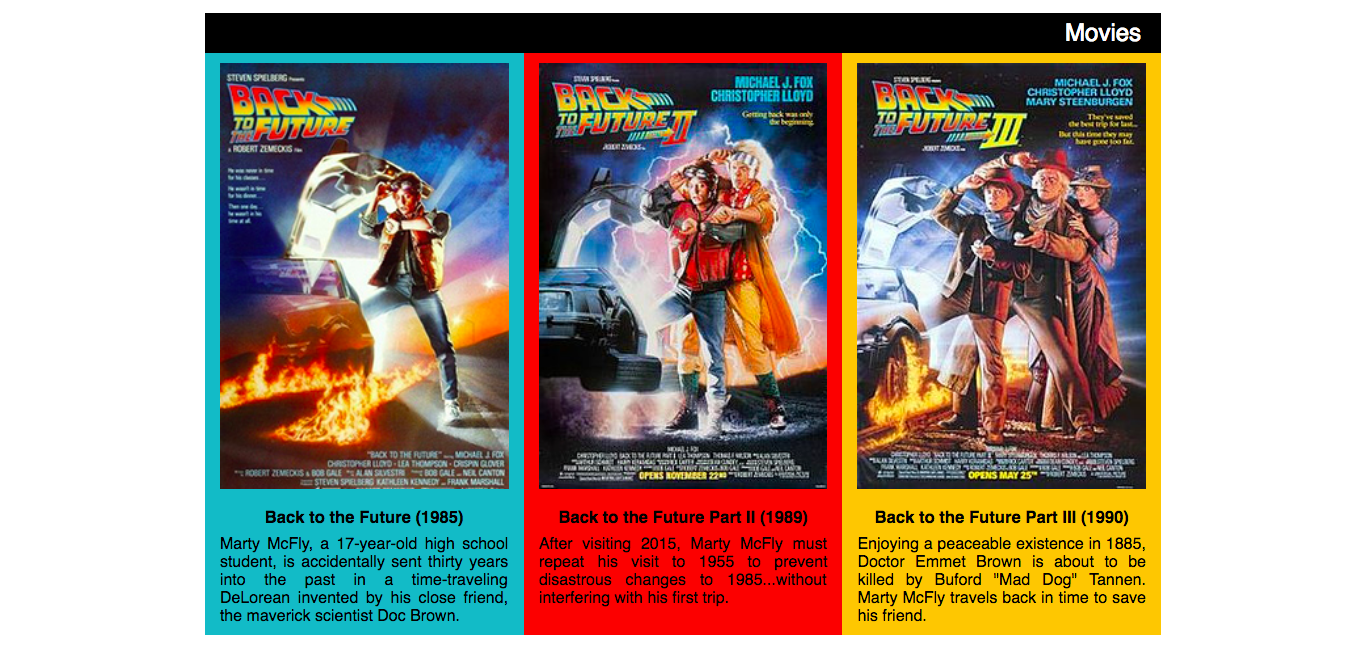 Movies
STEVEN SPIELBERG Presents
BACK
TO
THE FUTURE
A ROBERT ZEMECKIS Film
He was never in time
for his classes...
He wasn't in time
for his dinner...
Then one day...
he wasn't in his
time at all.
"BACK TO THE FUTURE" MICHAEL J. FOX
CHRISTOPHER LLOYD · LEA THOMPSON · CRISPIN GLOVER
ROBERT ZEMECKIS & BOB GALE ALAN SILVESTRI BOB GALE NEIL CANTON
STEVEN SPIELBERG KATHLEEN KENNEDY FRANK MARSHALL
Back to the Future (1985)
Marty McFly, a 17-year-old high school
student, is accidentally sent thirty years
into the past in a time-traveling
DeLorean invented by his close friend,
the maverick scientist Doc Brown.
STEVEN SPIELBERG
MICHAEL J. FOX
CHRISTOPHER LLOYD
BACK
TO
THE FUTURE II
Getting back was only
the beginning.
ROBERT ZEMECKIS
MICHAEL J. FOX
OPENS NOVEMBER 22ND
Back to the Future Part II (1989)
After visiting 2015, Marty McFly must
repeat his visit to 1955 to prevent
disastrous changes to 1985...without
interfering with his first trip.
STEVEN SPIELBERG
MICHAEL J. FOX
CHRISTOPHER LLOYD
MARY STEENBURGEN
BACK
TO
THE FUTURE III
They've saved
the best trip for last...
But this time they may
have gone too far.
ROBERT ZEMECKIS
OPENS MAY 25TH
Back to the Future Part III (1990)
Enjoying a peaceable existence in 1885,
Doctor Emmet Brown is about to be
killed by Buford "Mad Dog" Tannen.
Marty McFly travels back in time to save
his friend.